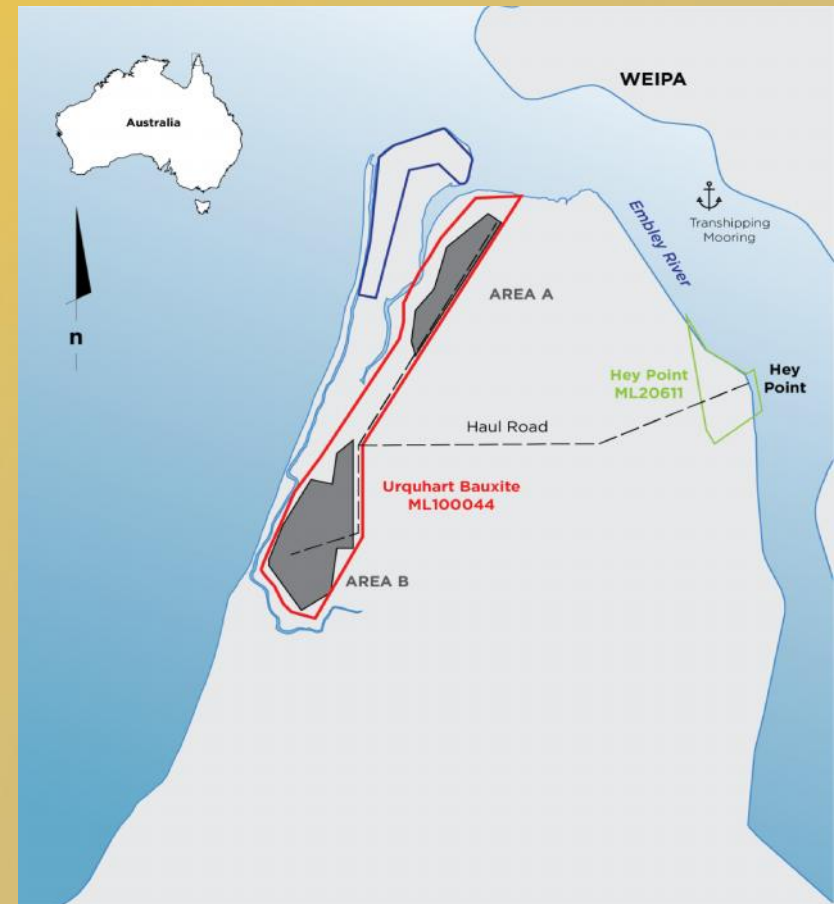 WEIPA
Australia
Transhipping
Mooring
Embley River
n
AREA A
Hey Point
ML20611
Hey
Point
Haul Road
Urquhart Bauxite
ML100044
AREA B